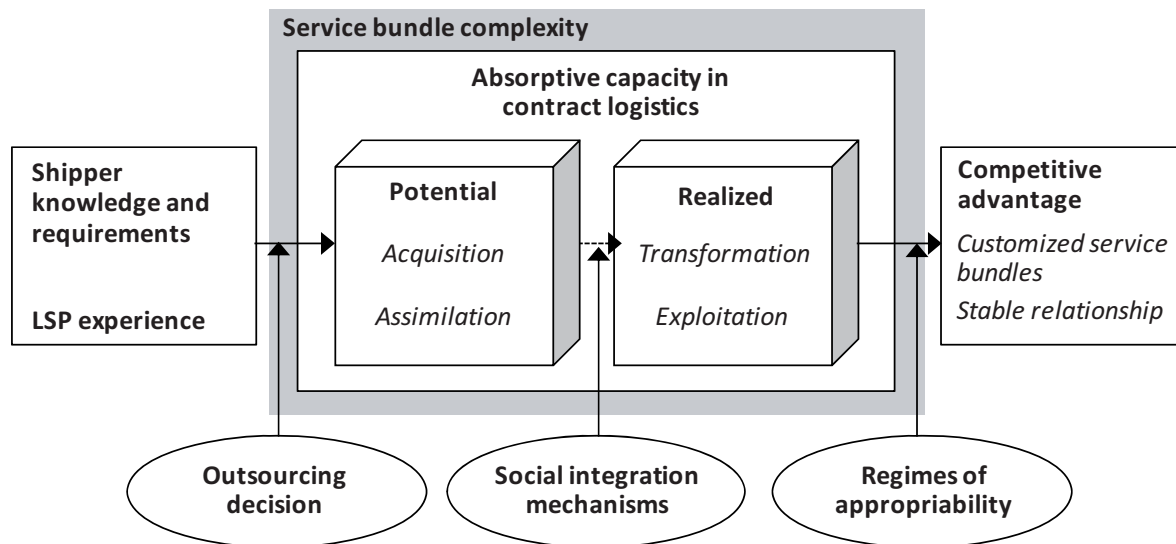 Service bundle complexity
Absorptive capacity in
contract logistics
Shipper
knowledge and
requirements
LSP experience
Potential
Acquisition
Assimilation
Realized
Transformation
Exploitation
Competitive
advantage
Customized service
bundles
Stable relationship
Outsourcing
decision
Social integration
mechanisms
Regimes of
appropriability